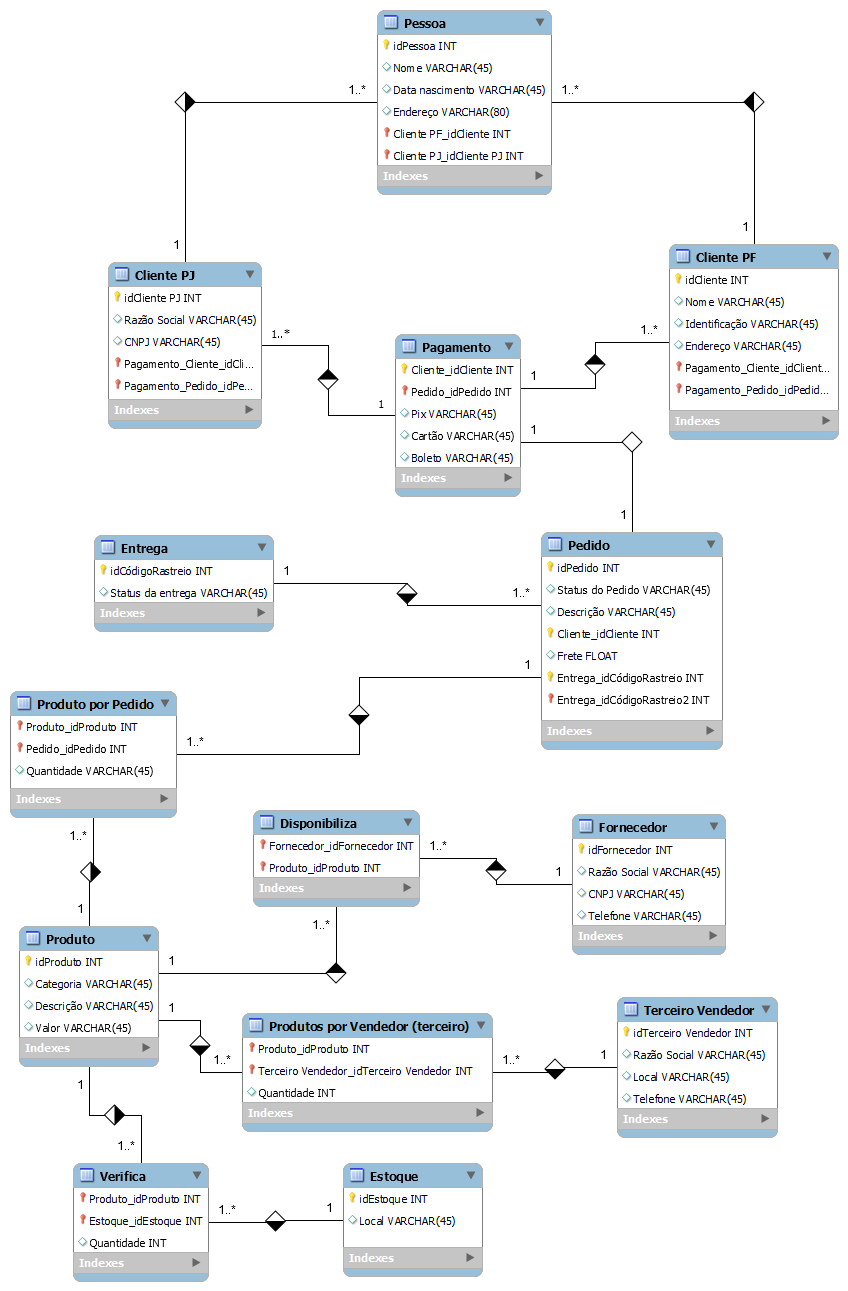 Pessoa
idPessoa INT
Nome VARCHAR(45)
Data nascimento VARCHAR(45)
Endereço VARCHAR(80)
Cliente PF_idCliente INT
Cliente PJ_idCliente PJ INT
Indexes
1..*
1..*
1
1
Cliente PJ
idCliente PJ INT
Razão Social VARCHAR(45)
CNPJ VARCHAR(45)
Pagamento_Cliente_idCli...
Pagamento_Pedido_idPe...
Indexes
1..*
1
Cliente PF
idCliente INT
Nome VARCHAR(45)
Identificação VARCHAR(45)
Endereço VARCHAR(45)
Pagamento_Cliente_idClient...
Pagamento_Pedido_idPedid...
Indexes
1..*
1
Pagamento
Cliente_idCliente INT
Pedido_idPedido INT
Pix VARCHAR(45)
Cartão VARCHAR(45)
Boleto VARCHAR(45)
Indexes
1
1
Entrega
idCódigoRastreio INT
Status da entrega VARCHAR(45)
Indexes
1
1..*
Pedido
idPedido INT
Status do Pedido VARCHAR(45)
Descrição VARCHAR(45)
Cliente_idCliente INT
Frete FLOAT
Entrega_idCódigoRastreio INT
Entrega_idCódigoRastreio2 INT
Indexes
1
1..*
Produto por Pedido
Produto_idProduto INT
Pedido_idPedido INT
Quantidade VARCHAR(45)
Indexes
1..*
1
Disponibiliza
Fornecedor_idFornecedor INT
Produto_idProduto INT
Indexes
1..*
1
1..*
1
Fornecedor
idFornecedor INT
Razão Social VARCHAR(45)
CNPJ VARCHAR(45)
Telefone VARCHAR(45)
Indexes
Produto
idProduto INT
Categoria VARCHAR(45)
Descrição VARCHAR(45)
Valor VARCHAR(45)
Indexes
1
1..*
Produtos por Vendedor (terceiro)
Produto_idProduto INT
Terceiro Vendedor_idTerceiro Vendedor INT
Quantidade INT
Indexes
1..*
1
Terceiro Vendedor
idTerceiro Vendedor INT
Razão Social VARCHAR(45)
Local VARCHAR(45)
Telefone VARCHAR(45)
Indexes
1
1..*
Verifica
Produto_idProduto INT
Estoque_idEstoque INT
Quantidade INT
Indexes
1..*
1
Estoque
idEstoque INT
Local VARCHAR(45)
Indexes